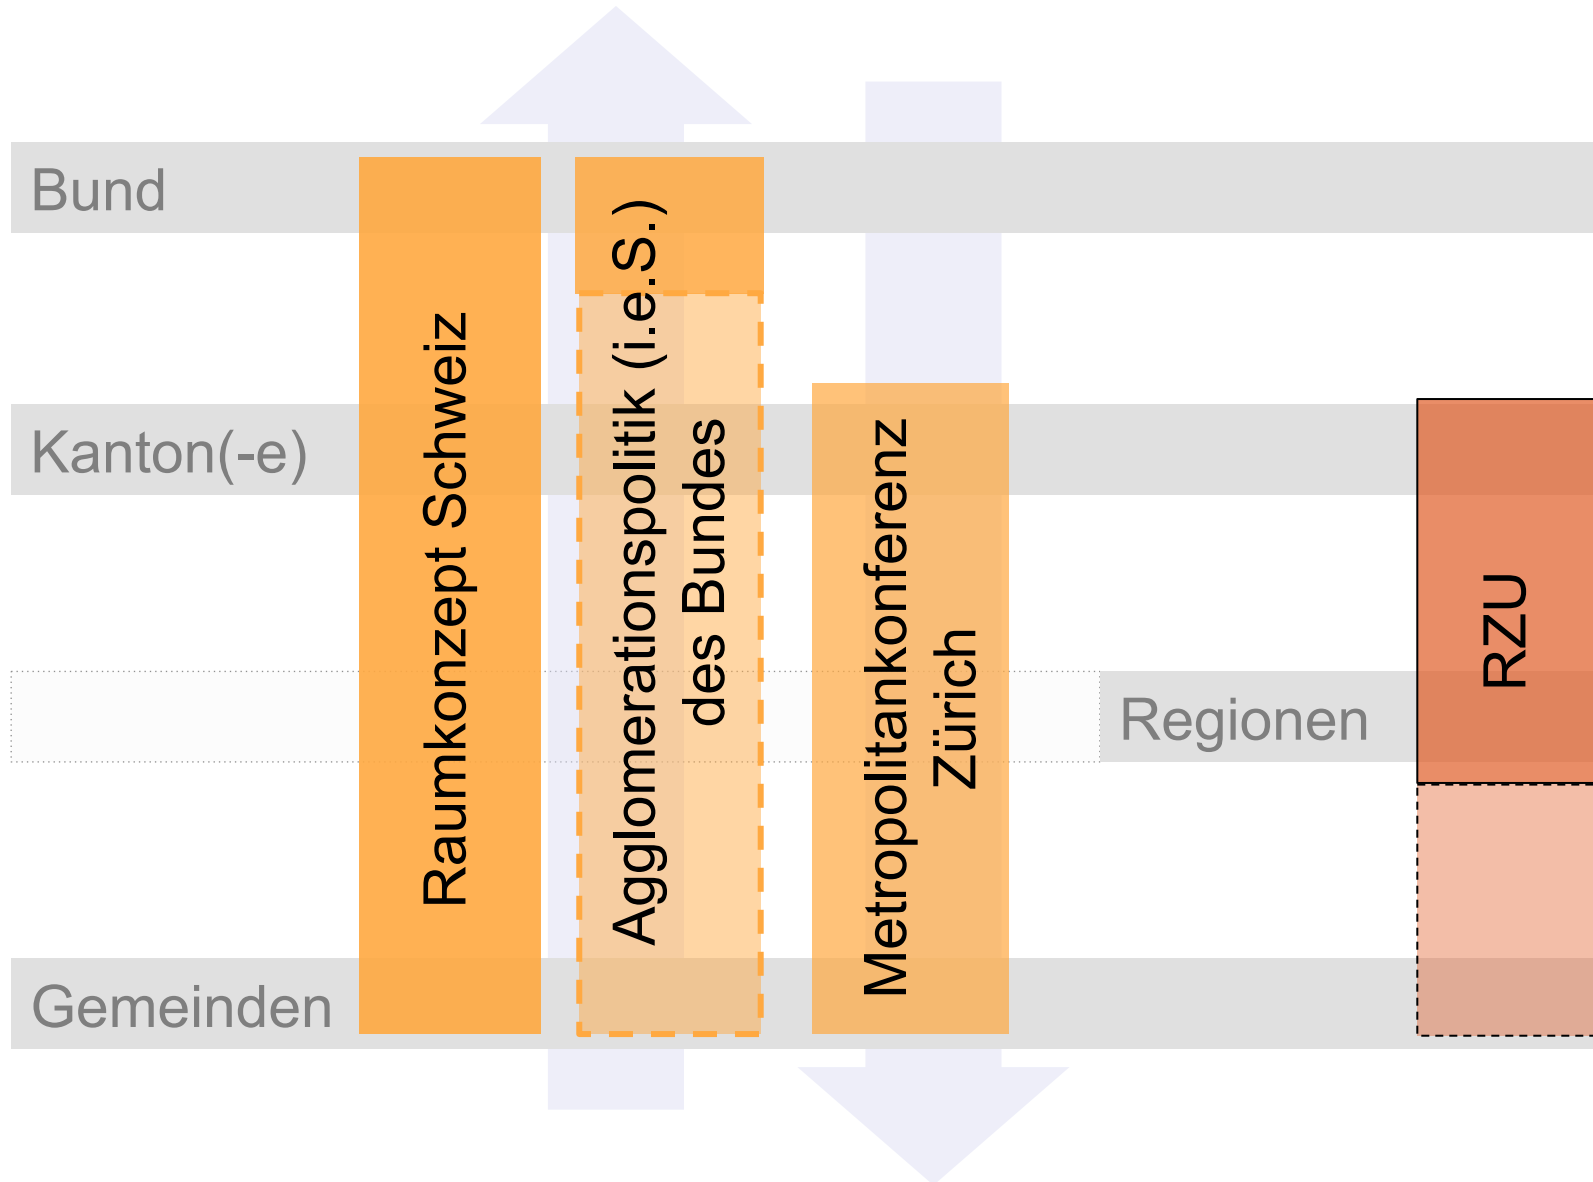 Bund
Kanton(-e)
Regionen
Gemeinden
Raumkonzept Schweiz
Agglomerationspolitik (i.e.S.)
des Bundes
Metropolitankonferenz
Zürich
RZU